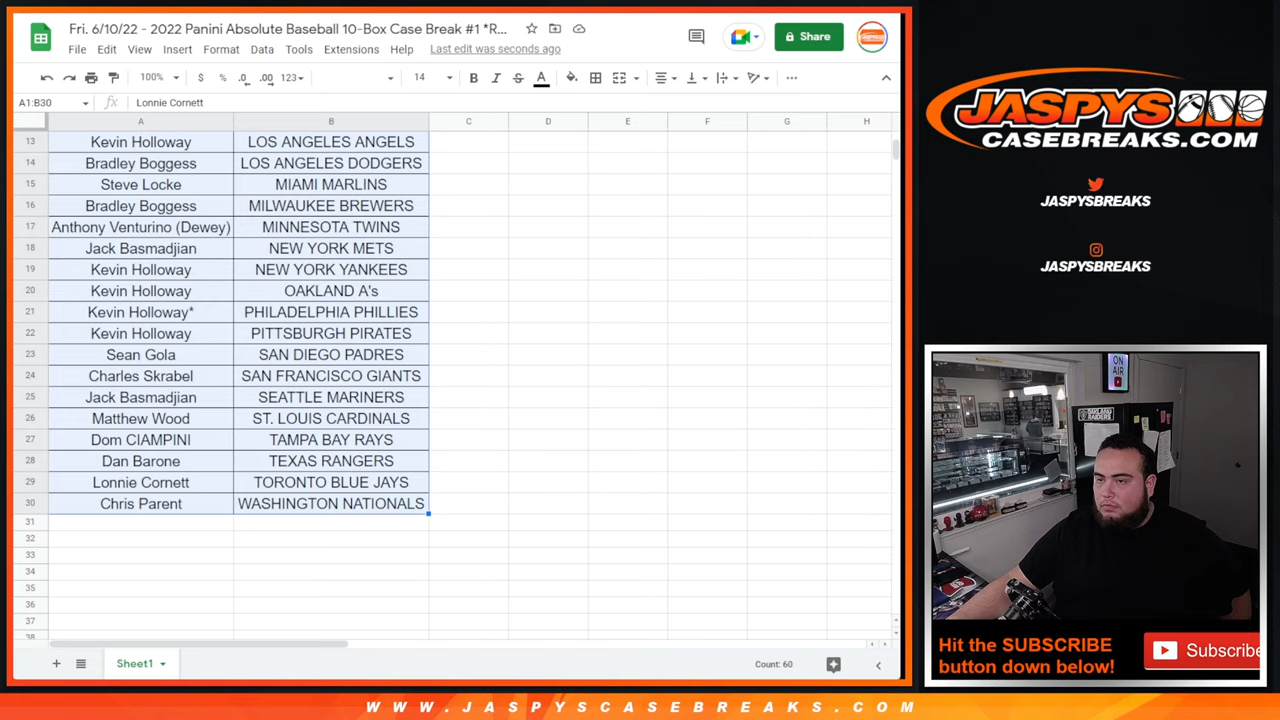 Fri. 6/10/22 - 2022 Panini Absolute Baseball 10-Box Case Break #1 *R...
File Edit View Insert Format Data Tools Extensions Help Last edit was seconds ago
Share
100% $ % .0 .00 123 14 B I S A
A1:B30 fx Lonnie Cornett
A B C D E F G H
13 Kevin Holloway LOS ANGELES ANGELS
14 Bradley Boggess LOS ANGELES DODGERS
15 Steve Locke MIAMI MARLINS
16 Bradley Boggess MILWAUKEE BREWERS
17 Anthony Venturino (Dewey) MINNESOTA TWINS
18 Jack Basmadjian NEW YORK METS
19 Kevin Holloway NEW YORK YANKEES
20 Kevin Holloway OAKLAND A's
21 Kevin Holloway* PHILADELPHIA PHILLIES
22 Kevin Holloway PITTSBURGH PIRATES
23 Sean Gola SAN DIEGO PADRES
24 Charles Skrabel SAN FRANCISCO GIANTS
25 Jack Basmadjian SEATTLE MARINERS
26 Matthew Wood ST. LOUIS CARDINALS
27 Dom CIAMPINI TAMPA BAY RAYS
28 Dan Barone TEXAS RANGERS
29 Lonnie Cornett TORONTO BLUE JAYS
30 Chris Parent WASHINGTON NATIONALS
31
32
33
34
35
36
37
38
Sheet1
Count: 60
JASPYS
CASEBREAKS.COM
JASPYSBREAKS
JASPYSBREAKS
ON
AIR
Hit the SUBSCRIBE
button down below!
Subscribe
WWW.JASPYSCASEBREAKS.COM